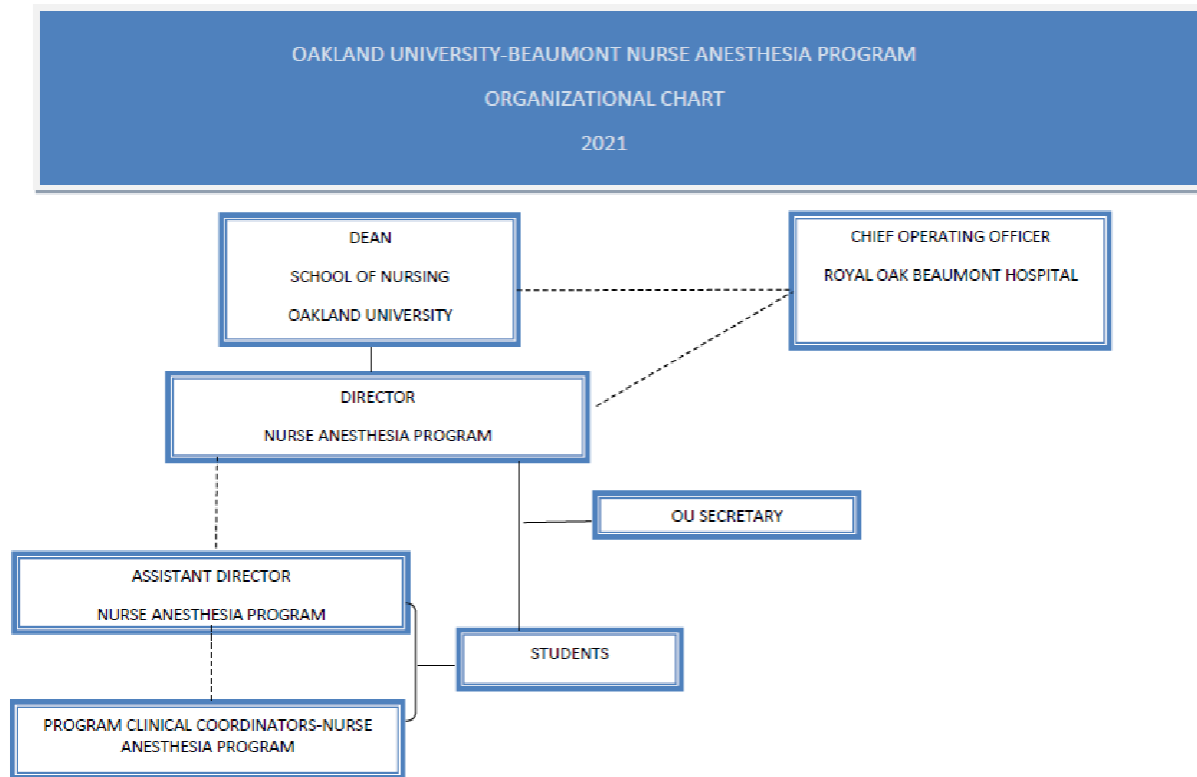 OAKLAND UNIVERSITY-BEAUMONT NURSE ANESTHESIA PROGRAM
ORGANIZATIONAL CHART
2021
DEAN
SCHOOL OF NURSING
OAKLAND UNIVERSITY
CHIEF OPERATING OFFICER
ROYAL OAK BEAUMONT HOSPITAL
DIRECTOR
NURSE ANESTHESIA PROGRAM
OU SECRETARY
ASSISTANT DIRECTOR
NURSE ANESTHESIA PROGRAM
STUDENTS
PROGRAM CLINICAL COORDINATORS-NURSE
ANESTHESIA PROGRAM